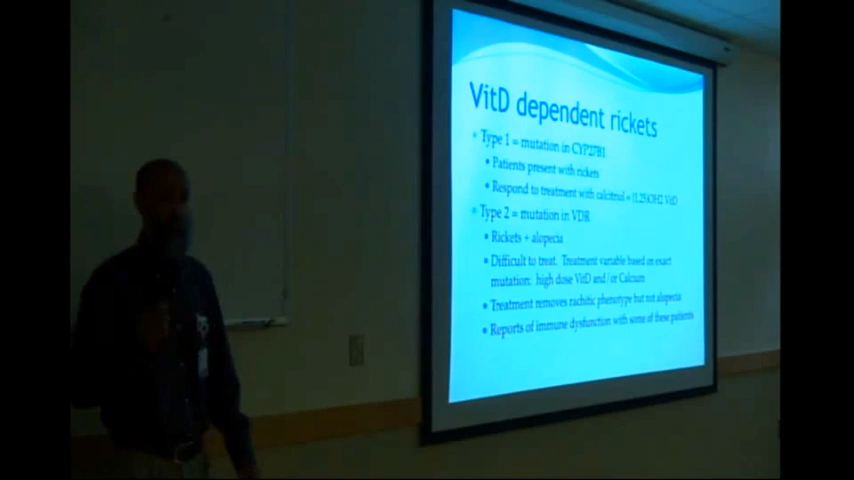 VitD dependent rickets
Type 1 = mutation in CYP27B1
Patients present with rickets
Respond to treatment with calcitriol = (1,25)OH2 VitD
Type 2 = mutation in VDR
Rickets + alopecia
Difficult to treat. Treatment variable based on exact
mutation: high dose VitD and/or Calcium
Treatment removes rachitic phenotype but not alopecia
Reports of immune dysfunction with some of these patients